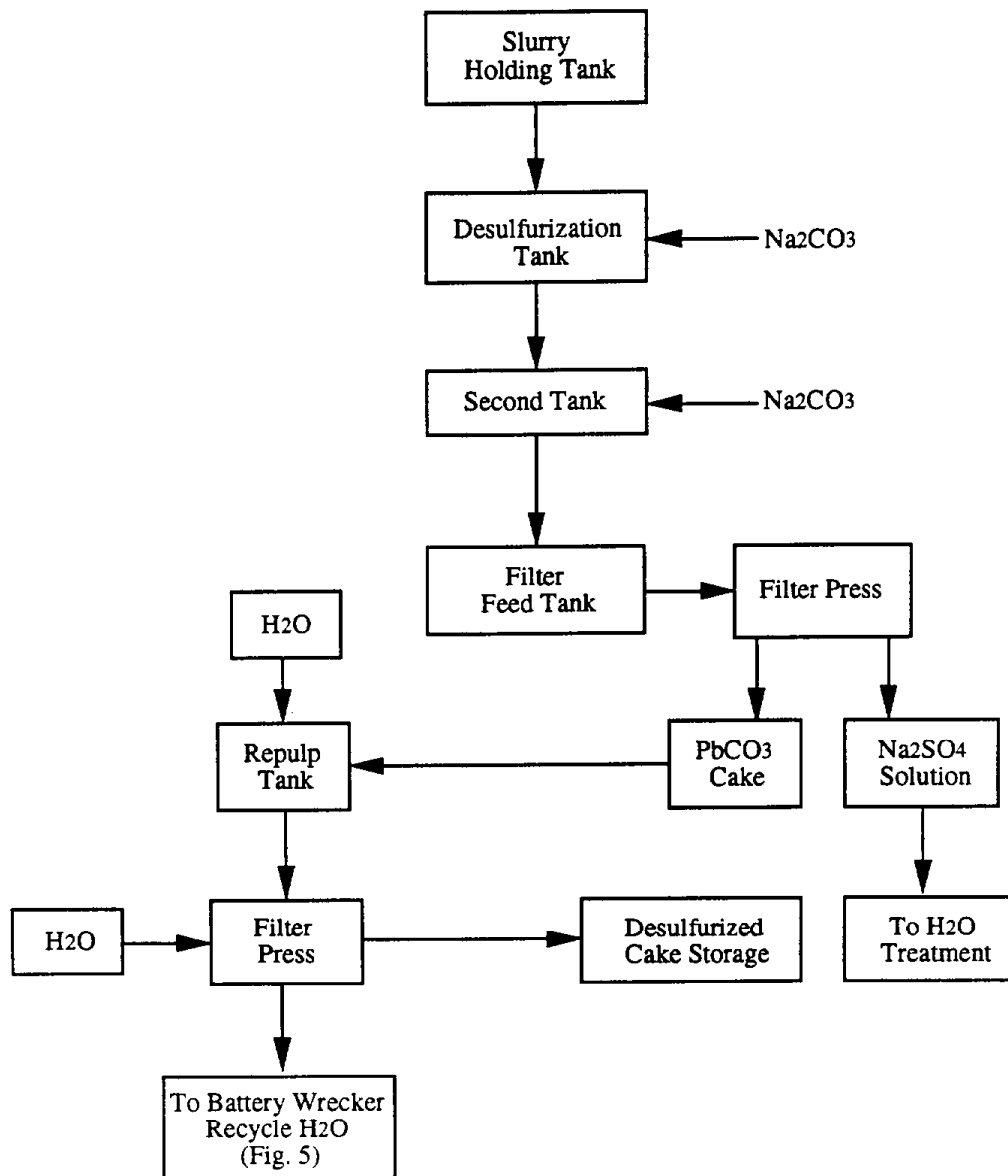 Slurry
Holding Tank
Desulfurization
Tank
Na2CO3
Second Tank
Na2CO3
Filter
Feed Tank
Filter Press
H2O
Repulp
Tank
PbCO3
Cake
Na2SO4
Solution
H2O
Filter
Press
Desulfurized
Cake Storage
To H2O
Treatment
To Battery Wrecker
Recycle H2O
(Fig. 5)